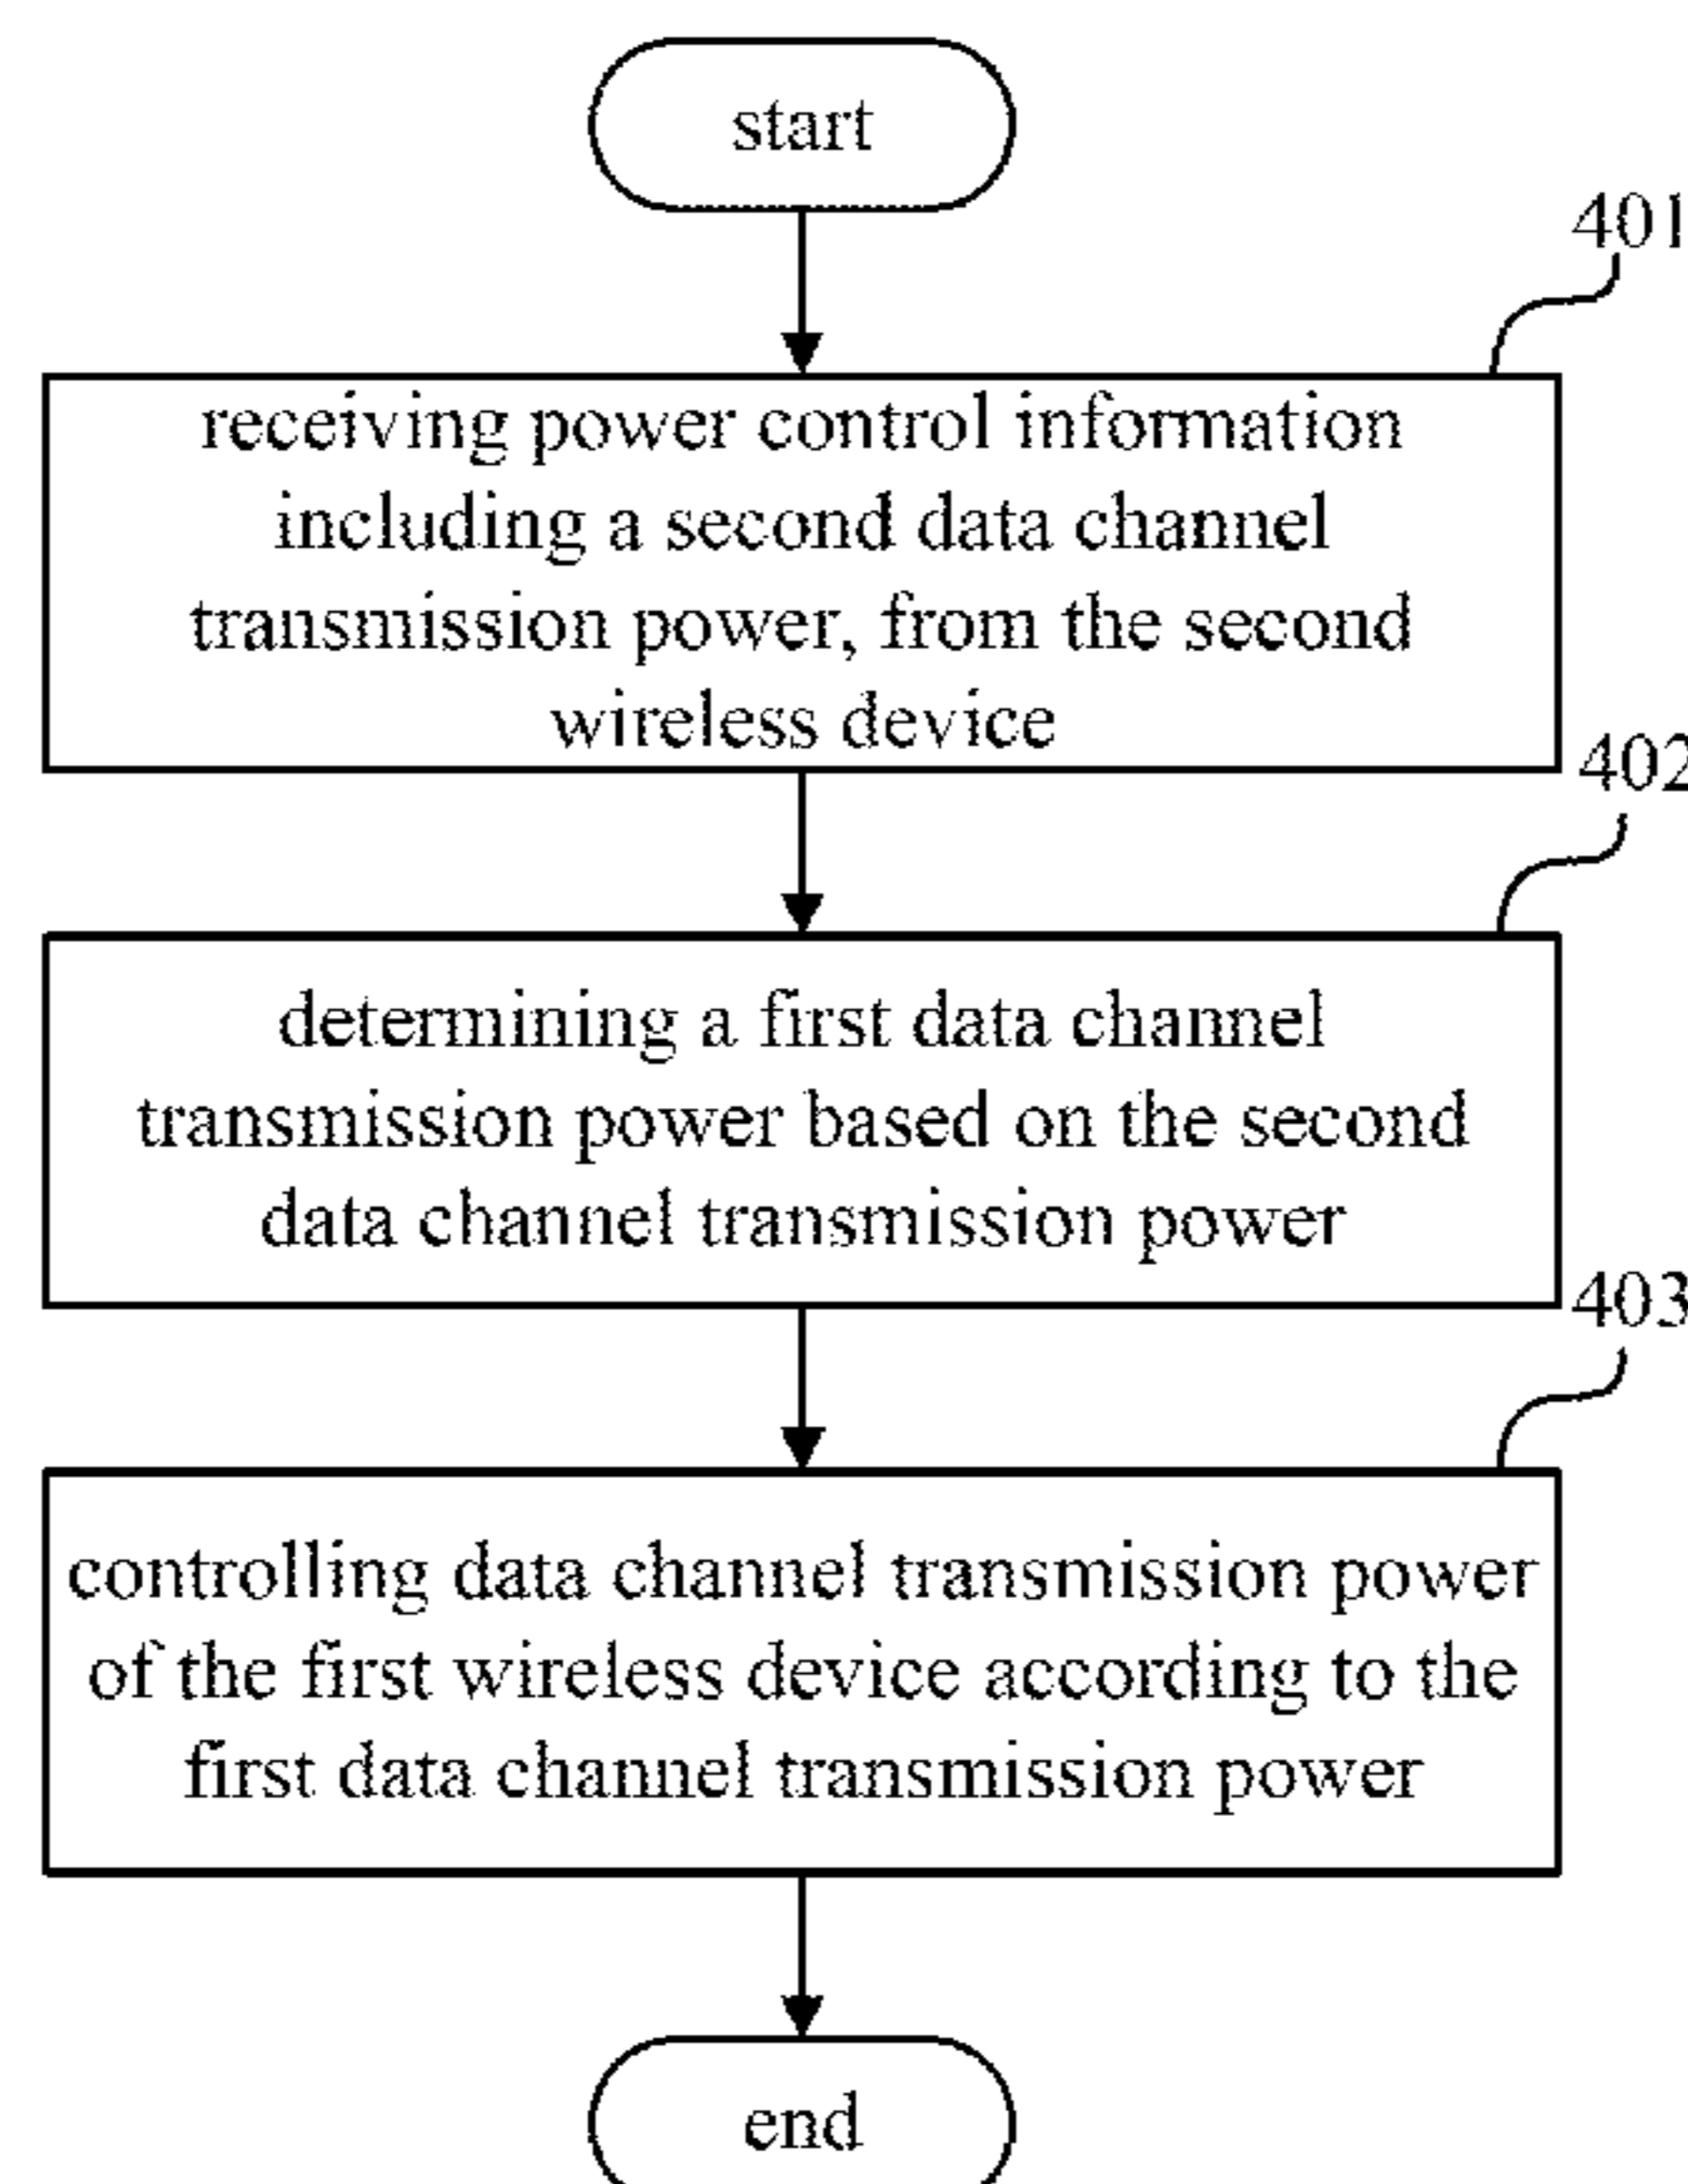 start
401
receiving power control information
including a second data channel
transmission power, from the second
wireless device
402
determining a first data channel
transmission power based on the second
data channel transmission power
403
controlling data channel transmission power
of the first wireless device according to the
first data channel transmission power
end